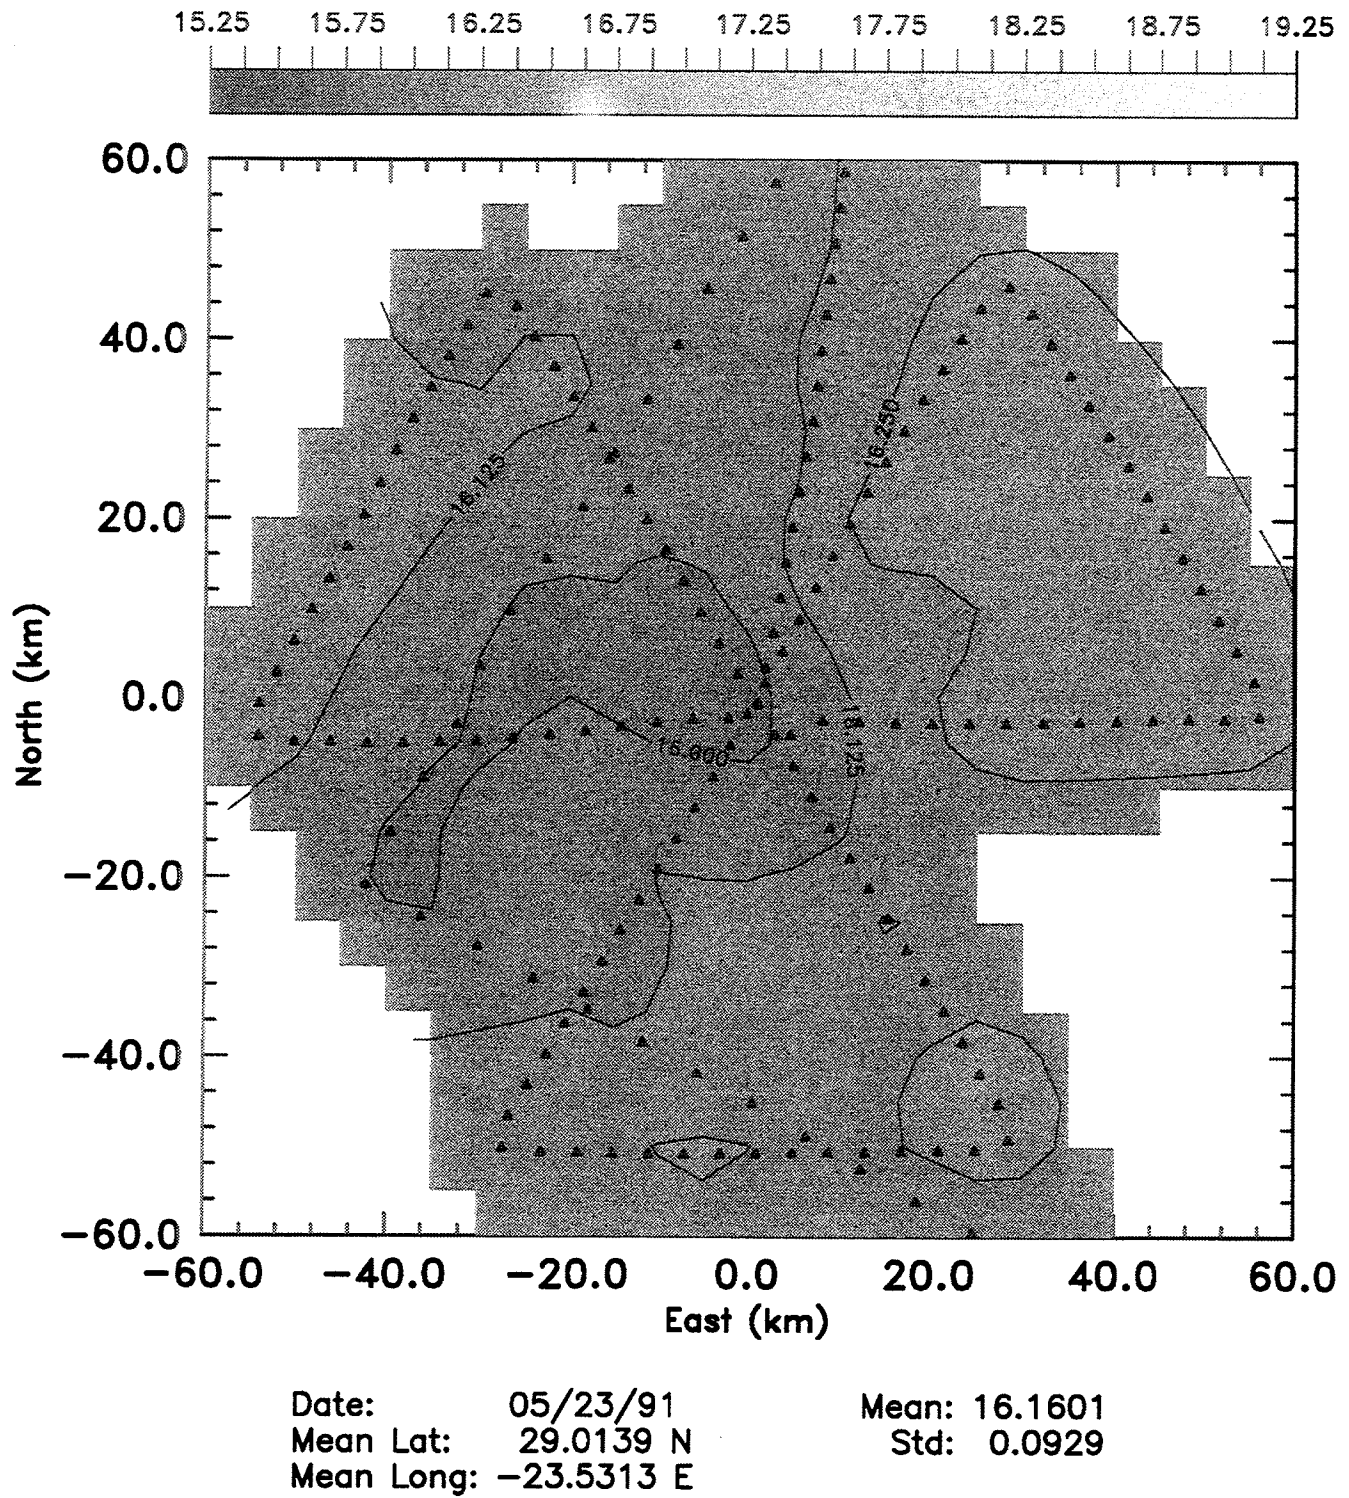 15.25 15.75 16.25 16.75 17.25 17.75 18.25 18.75 19.25
60.0
40.0
20.0
0.0
−20.0
−40.0
−60.0
North (km)
16.125
16.250
16.000
16.125
−60.0 −40.0 −20.0 0.0 20.0 40.0 60.0
East (km)
Date: 05/23/91 Mean: 16.1601
Mean Lat: 29.0139 N Std: 0.0929
Mean Long: −23.5313 E